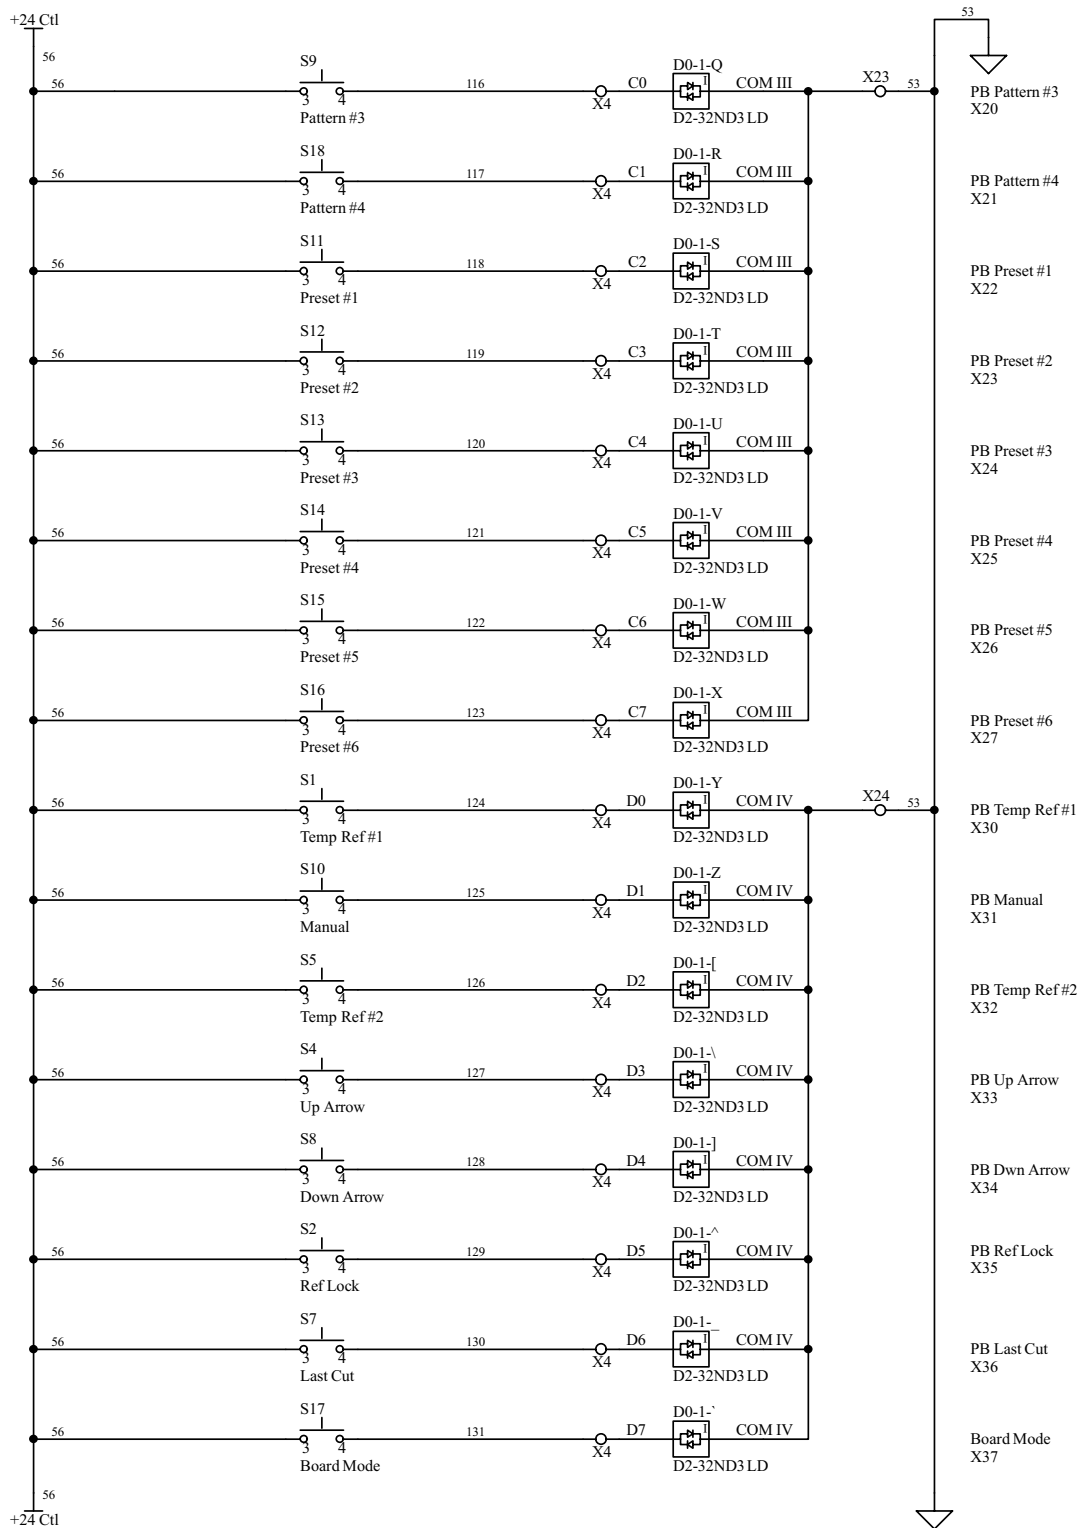 +24 Ctl
53
56
S9
D0-1-Q
56 116 C0 COM III X23 53
3 4 X4 PB Pattern #3
Pattern #3 D2-32ND3 LD X20
S18
D0-1-R
56 117 C1 COM III
3 4 X4 PB Pattern #4
Pattern #4 D2-32ND3 LD X21
S11
D0-1-S
56 118 C2 COM III
3 4 X4 PB Preset #1
Preset #1 D2-32ND3 LD X22
S12
D0-1-T
56 119 C3 COM III
3 4 X4 PB Preset #2
Preset #2 D2-32ND3 LD X23
S13
D0-1-U
56 120 C4 COM III
3 4 X4 PB Preset #3
Preset #3 D2-32ND3 LD X24
S14
D0-1-V
56 121 C5 COM III
3 4 X4 PB Preset #4
Preset #4 D2-32ND3 LD X25
S15
D0-1-W
56 122 C6 COM III
3 4 X4 PB Preset #5
Preset #5 D2-32ND3 LD X26
S16
D0-1-X
56 123 C7 COM III
3 4 X4 PB Preset #6
Preset #6 D2-32ND3 LD X27
S1
D0-1-Y
56 124 D0 COM IV X24 53
3 4 X4 PB Temp Ref #1
Temp Ref #1 D2-32ND3 LD X30
S10
D0-1-Z
56 125 D1 COM IV
3 4 X4 PB Manual
Manual D2-32ND3 LD X31
S5
D0-1-[
56 126 D2 COM IV
3 4 X4 PB Temp Ref #2
Temp Ref #2 D2-32ND3 LD X32
S4
D0-1-\
56 127 D3 COM IV
3 4 X4 PB Up Arrow
Up Arrow D2-32ND3 LD X33
S8
D0-1-]
56 128 D4 COM IV
3 4 X4 PB Dwn Arrow
Down Arrow D2-32ND3 LD X34
S2
D0-1-^
56 129 D5 COM IV
3 4 X4 PB Ref Lock
Ref Lock D2-32ND3 LD X35
S7
D0-1-_
56 130 D6 COM IV
3 4 X4 PB Last Cut
Last Cut D2-32ND3 LD X36
S17
D0-1-`
56 131 D7 COM IV
3 4 X4 Board Mode
Board Mode D2-32ND3 LD X37
56
+24 Ctl